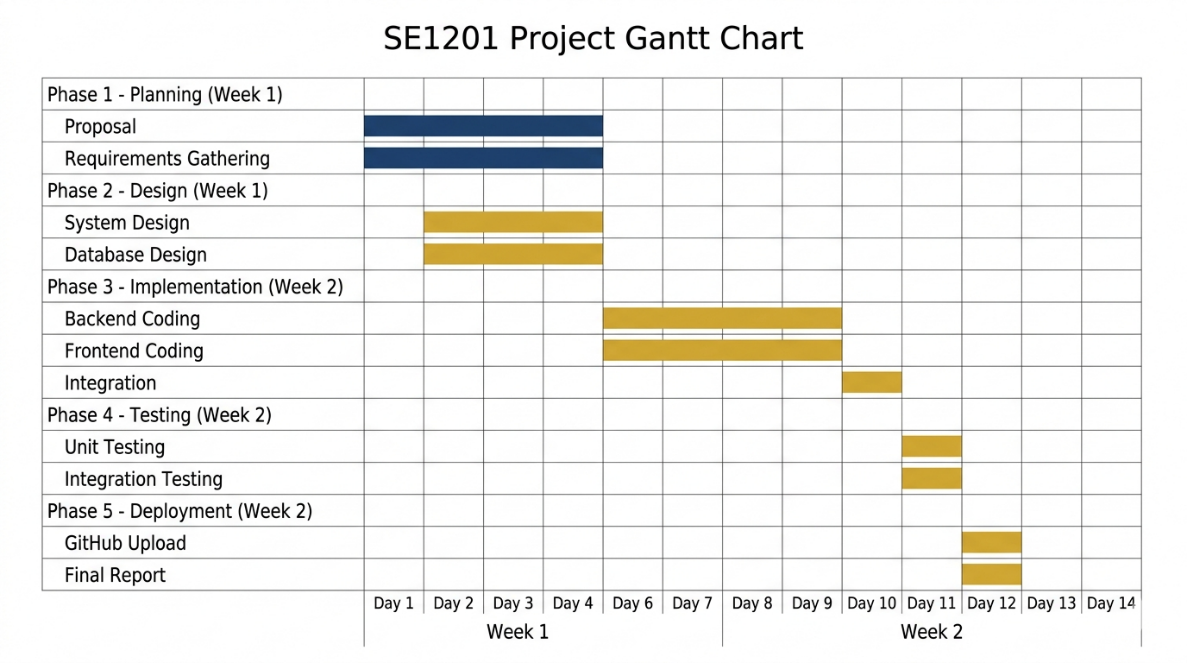 SE1201 Project Gantt Chart
Phase 1 - Planning (Week 1)
Proposal
Requirements Gathering
Phase 2 - Design (Week 1)
System Design
Database Design
Phase 3 - Implementation (Week 2)
Backend Coding
Frontend Coding
Integration
Phase 4 - Testing (Week 2)
Unit Testing
Integration Testing
Phase 5 - Deployment (Week 2)
GitHub Upload
Final Report
Day 1 Day 2 Day 3 Day 4 Day 6 Day 7 Day 8 Day 9 Day 10 Day 11 Day 12 Day 13 Day 14
Week 1 Week 2